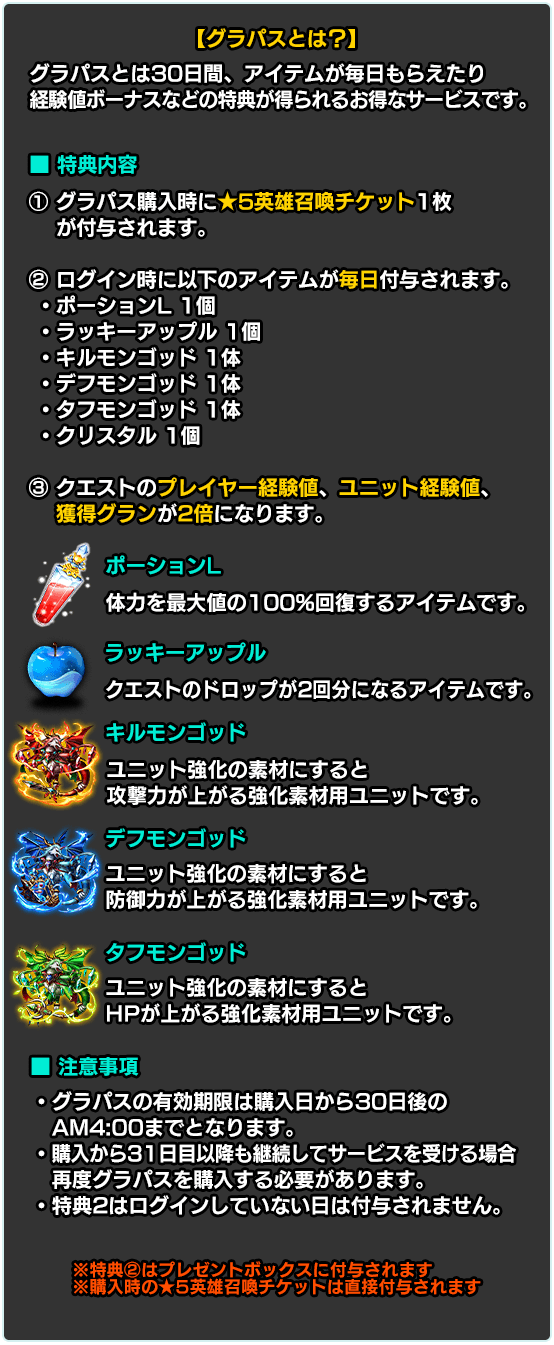 【グラパスとは？】
グラパスとは30日間、アイテムが毎日もらえたり
経験値ボーナスなどの特典が得られるお得なサービスです。
■ 特典内容
① グラパス購入時に★5英雄召喚チケット1枚
が付与されます。
② ログイン時に以下のアイテムが毎日付与されます。
・ポーションL 1個
・ラッキーアップル 1個
・キルモンゴッド 1体
・デフモンゴッド 1体
・タフモンゴッド 1体
・クリスタル 1個
③ クエストのプレイヤー経験値、ユニット経験値、
獲得グランが2倍になります。
ポーションL
体力を最大値の100%回復するアイテムです。
ラッキーアップル
クエストのドロップが2回分になるアイテムです。
キルモンゴッド
ユニット強化の素材にすると
攻撃力が上がる強化素材用ユニットです。
デフモンゴッド
ユニット強化の素材にすると
防御力が上がる強化素材用ユニットです。
タフモンゴッド
ユニット強化の素材にすると
HPが上がる強化素材用ユニットです。
■ 注意事項
・グラパスの有効期限は購入日から30日後の
AM4:00までとなります。
・購入から31日目以降も継続してサービスを受ける場合
再度グラパスを購入する必要があります。
・特典2はログインしていない日は付与されません。
※特典②はプレゼントボックスに付与されます
※購入時の★5英雄召喚チケットは直接付与されます